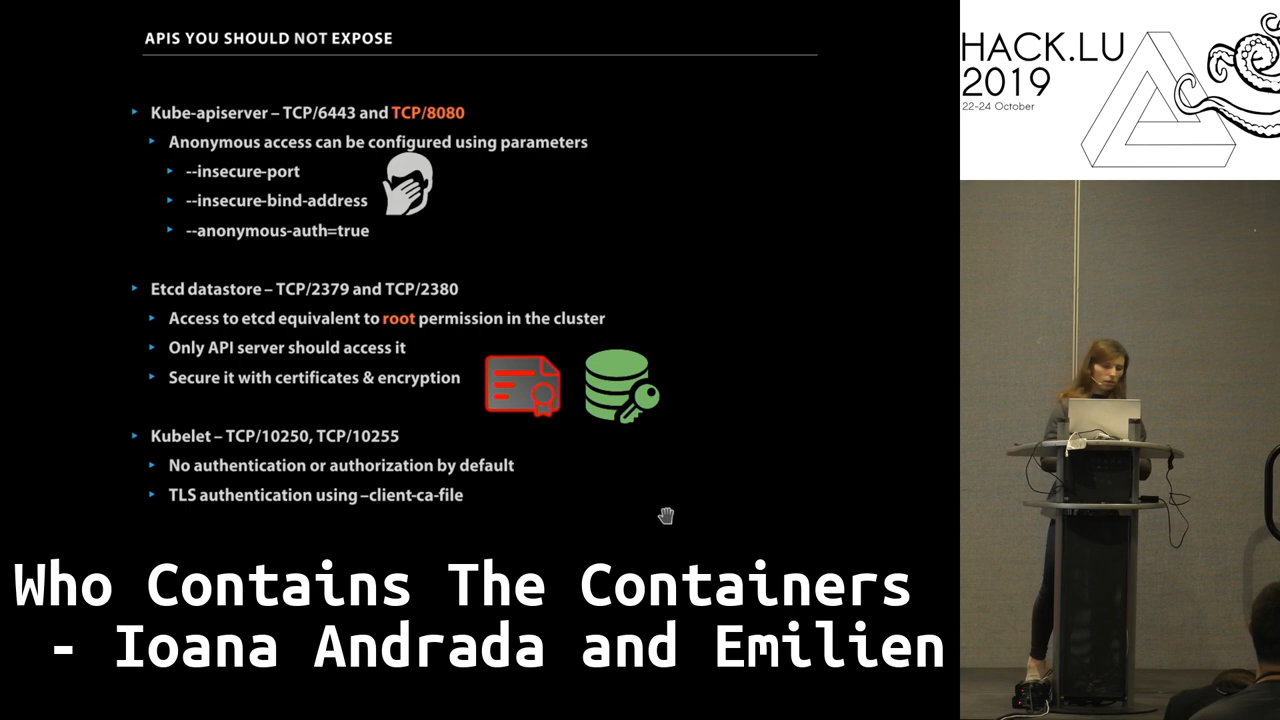 APIS YOU SHOULD NOT EXPOSE
Kube-apiserver – TCP/6443 and TCP/8080
Anonymous access can be configured using parameters
--insecure-port
--insecure-bind-address
--anonymous-auth=true
Etcd datastore – TCP/2379 and TCP/2380
Access to etcd equivalent to root permission in the cluster
Only API server should access it
Secure it with certificates & encryption
Kubelet – TCP/10250, TCP/10255
No authentication or authorization by default
TLS authentication using –client-ca-file
Who Contains The Containers
- Ioana Andrada and Emilien
HACK.LU
2019
22-24 October